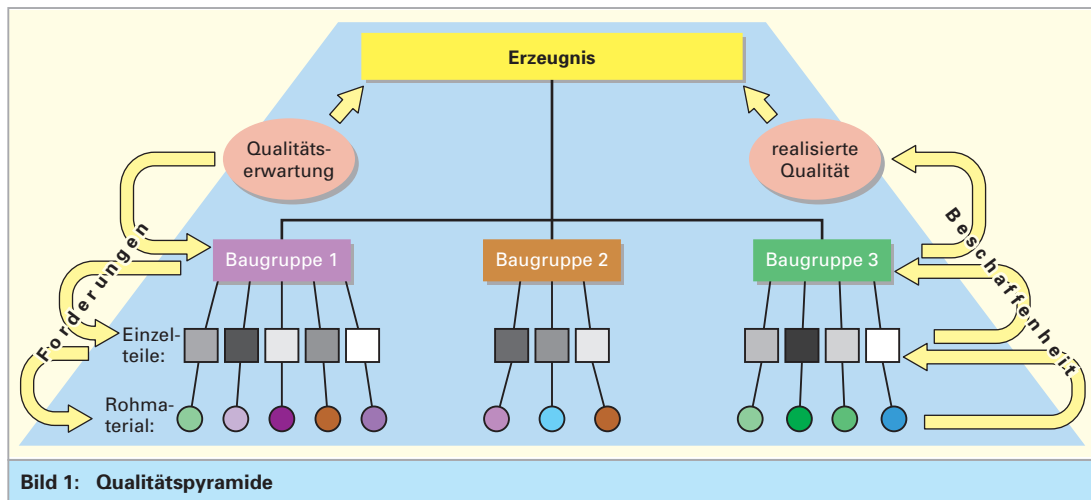 Erzeugnis
Qualitäts-
erwartung
realisierte
Qualität
Forderungen
Beschaffenheit
Baugruppe 1
Baugruppe 2
Baugruppe 3
Einzel-
teile:
Rohma-
terial:
Bild 1: Qualitätspyramide